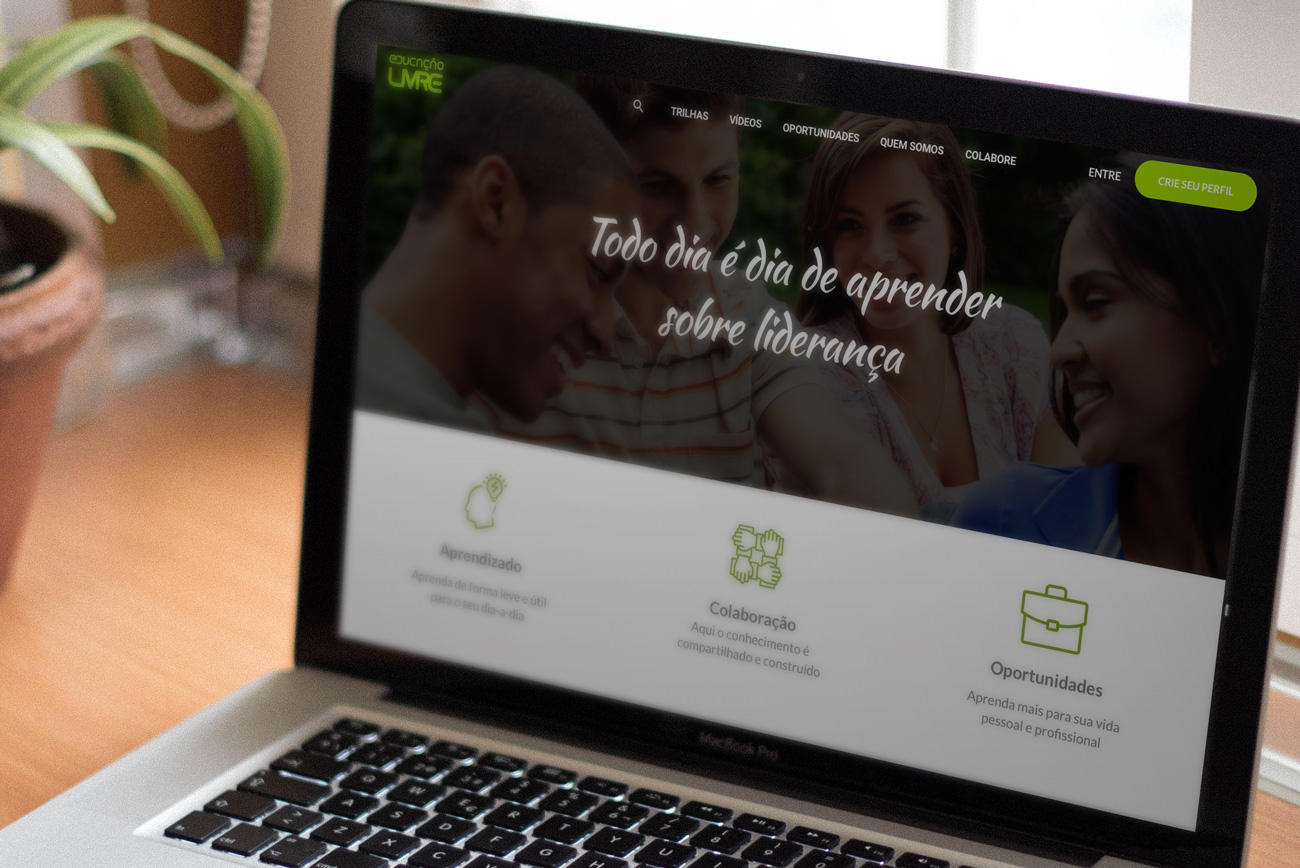 eDUCAÇÃO
LIVRE
TRILHAS
VÍDEOS
OPORTUNIDADES
QUEM SOMOS
COLABORE
ENTRE
CRIE SEU PERFIL
Todo dia é dia de aprender
sobre liderança
Aprendizado
Aprenda de forma leve e útil
para o seu dia-a-dia
Colaboração
Aqui o conhecimento é
compartilhado e construído
Oportunidades
Aprenda mais para sua vida
pessoal e profissional
MacBook Pro
Q W E R T Y U
A S D F G H
Z X C